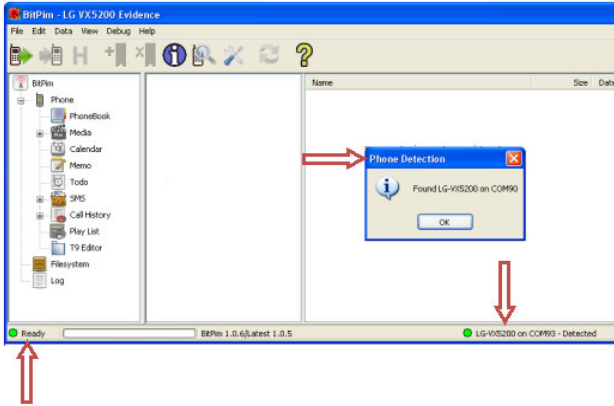 BitPim - LG VX5200 Evidence
File Edit Data View Debug Help
BitPim
Phone
PhoneBook
Media
Calendar
Memo
Todo
SMS
Call History
Play List
T9 Editor
Filesystem
Log
Name Size Date
Phone Detection
Found LG-VX5200 on COM90
OK
Ready
BitPim 1.0.6/Latest 1.0.5
LG-VX5200 on COM93 - Detected